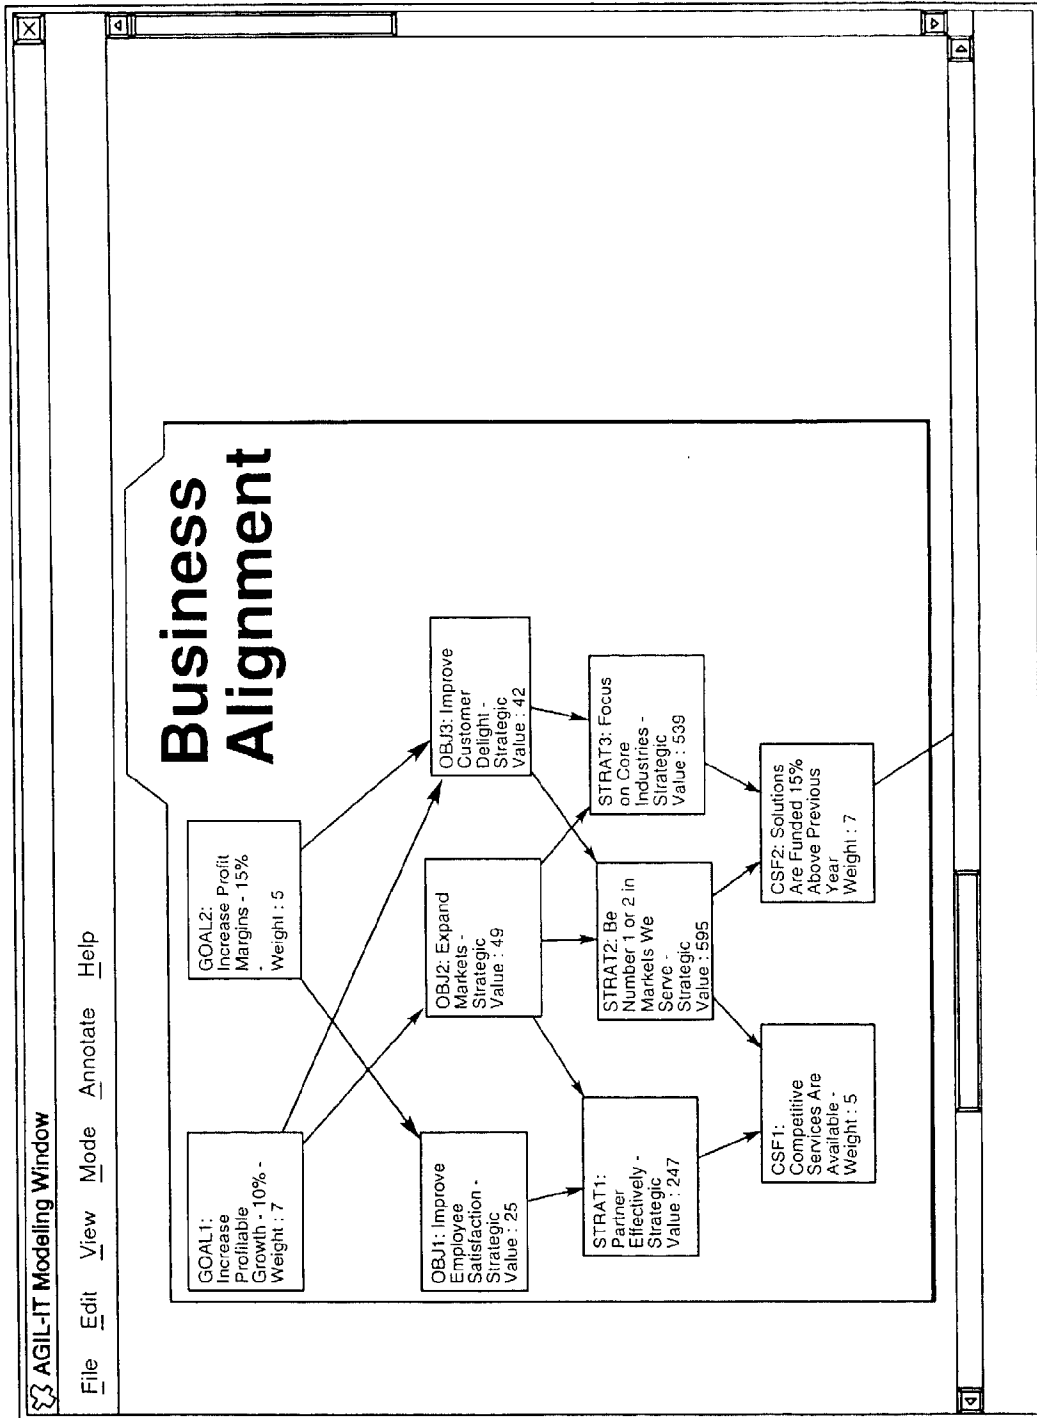 AGIL-IT Modeling Window
File Edit View Mode Annotate Help
Business
Alignment
GOAL1:
Increase
Profitable
Growth - 10% -
Weight : 7
GOAL2:
Increase Profit
Margins - 15%
-
Weight : 5
OBJ1: Improve
Employee
Satisfaction -
Strategic
Value : 25
OBJ2: Expand
Markets -
Strategic
Value : 49
OBJ3: Improve
Customer
Delight -
Strategic
Value : 42
STRAT1:
Partner
Effectively -
Strategic
Value : 247
STRAT2: Be
Number 1 or 2 in
Markets We
Serve -
Strategic
Value : 595
STRAT3: Focus
on Core
Industries -
Strategic
Value : 539
CSF1:
Competitive
Services Are
Available -
Weight : 5
CSF2: Solutions
Are Funded 15%
Above Previous
Year
Weight : 7